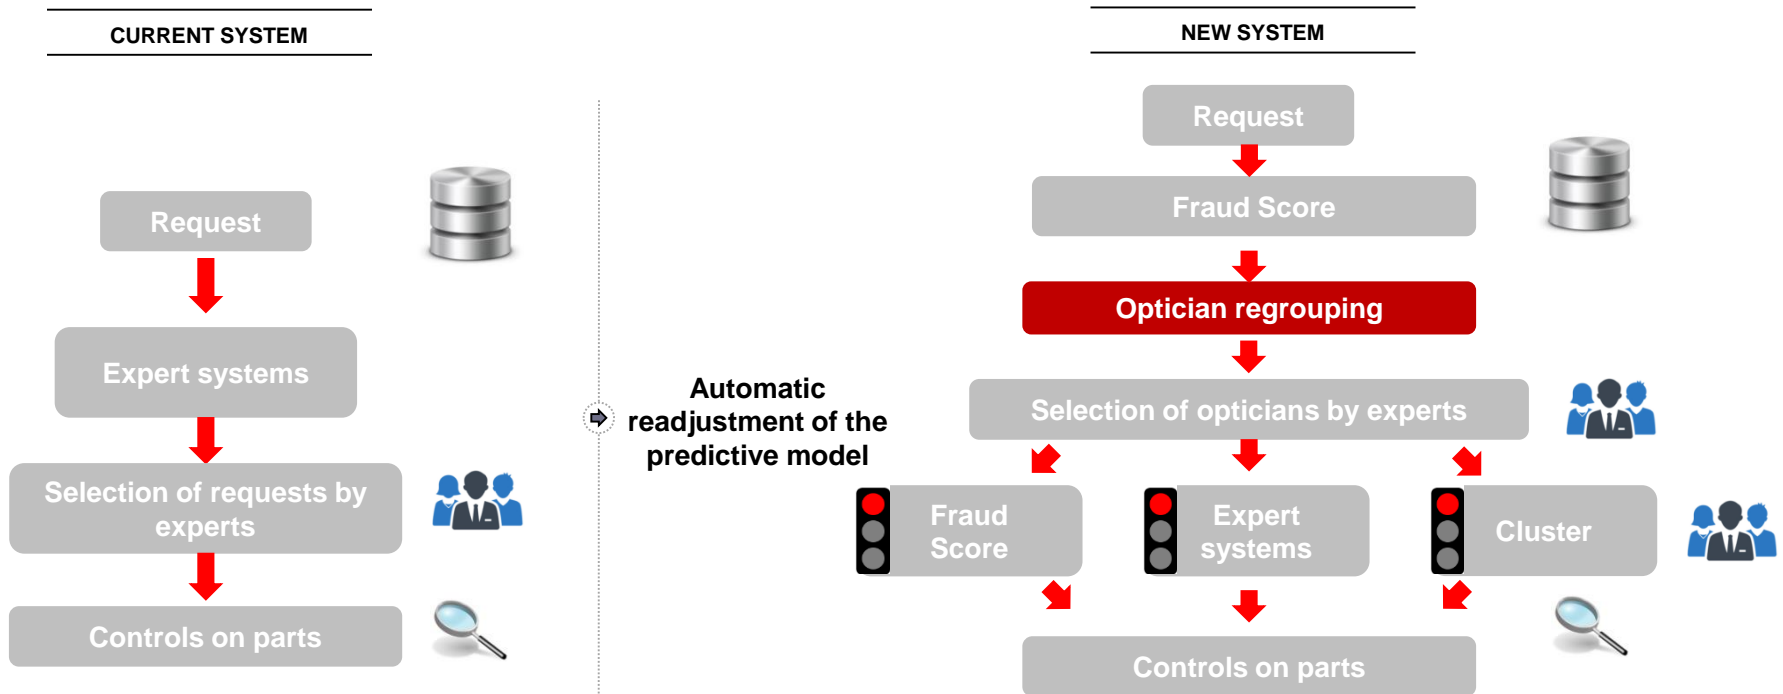 CURRENT SYSTEM
Request
Expert systems
Selection of requests by
experts
Controls on parts
Automatic
readjustment of the
predictive model
NEW SYSTEM
Request
Fraud Score
Optician regrouping
Selection of opticians by experts
Fraud
Score
Expert
systems
Cluster
Controls on parts